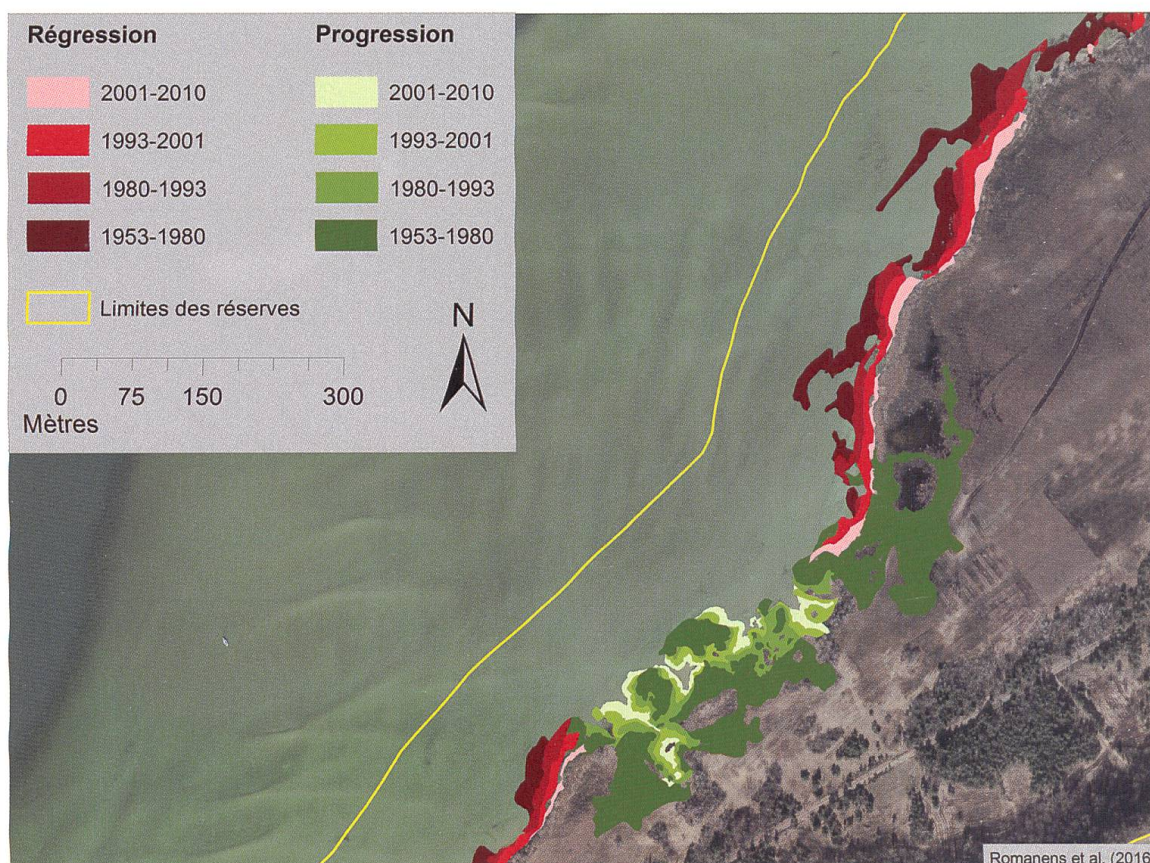 Régression
2001-2010
1993-2001
1980-1993
1953-1980
Progression
2001-2010
1993-2001
1980-1993
1953-1980
Limites des réserves
N
0 75 150 300
Mètres
Romanens et al. (2016